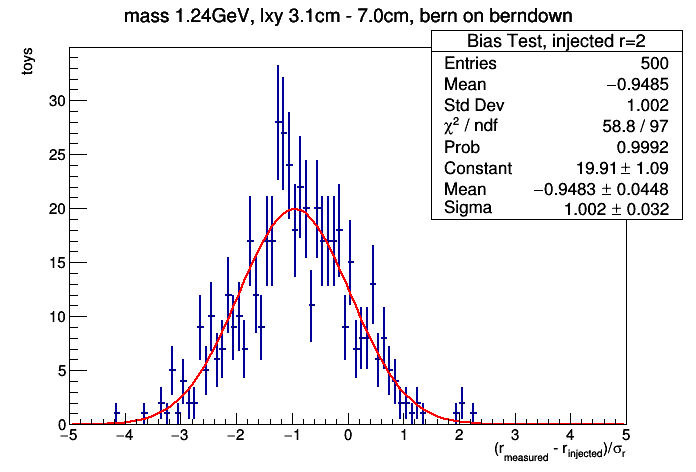 mass 1.24GeV, lxy 3.1cm - 7.0cm, bern on berndown
toys
Bias Test, injected r=2
Entries 500
Mean −0.9485
Std Dev 1.002
χ² / ndf 58.8 / 97
Prob 0.9992
Constant 19.91 ± 1.09
Mean −0.9483 ± 0.0448
Sigma 1.002 ± 0.032
30
25
20
15
10
5
0
−5 −4 −3 −2 −1 0 1 2 3 4 5
(r_measured - r_injected)/σ_r